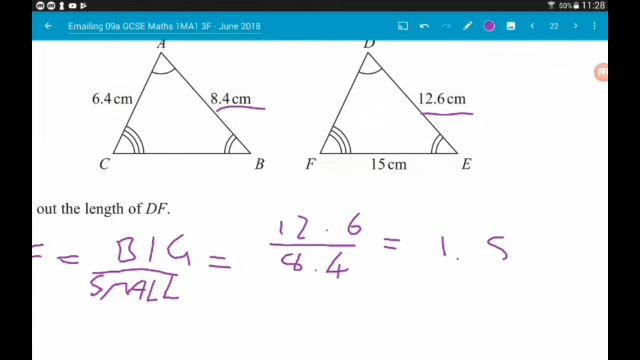 50% 11:28
Emailing 09a GCSE Maths 1MA1 3F - June 2018
22
A D
6.4 cm 8.4 cm 12.6 cm
C B F 15 cm E
out the length of DF.
= BIG = 12.6 = 1.5
SMALL 8.4